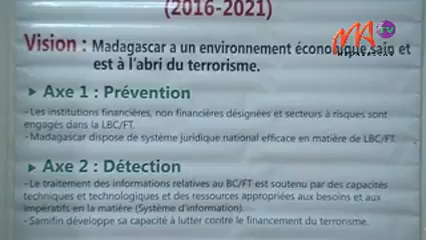 (2016-2021)
Vision : Madagascar a un environnement économique sain et
est à l'abri du terrorisme.
Axe 1 : Prévention
- Les institutions financières, non financières désignées et secteurs à risques sont
engagés dans la LBC/FT.
- Madagascar dispose de système juridique national efficace en matière de LBC/FT.
Axe 2 : Détection
- Le traitement des informations relatives au BC/FT est soutenu par des capacités
techniques et technologiques et des ressources appropriées aux besoins et aux
impératifs en la matière (Système d'information).
- Samifin développe sa capacité à lutter contre le financement du terrorisme.